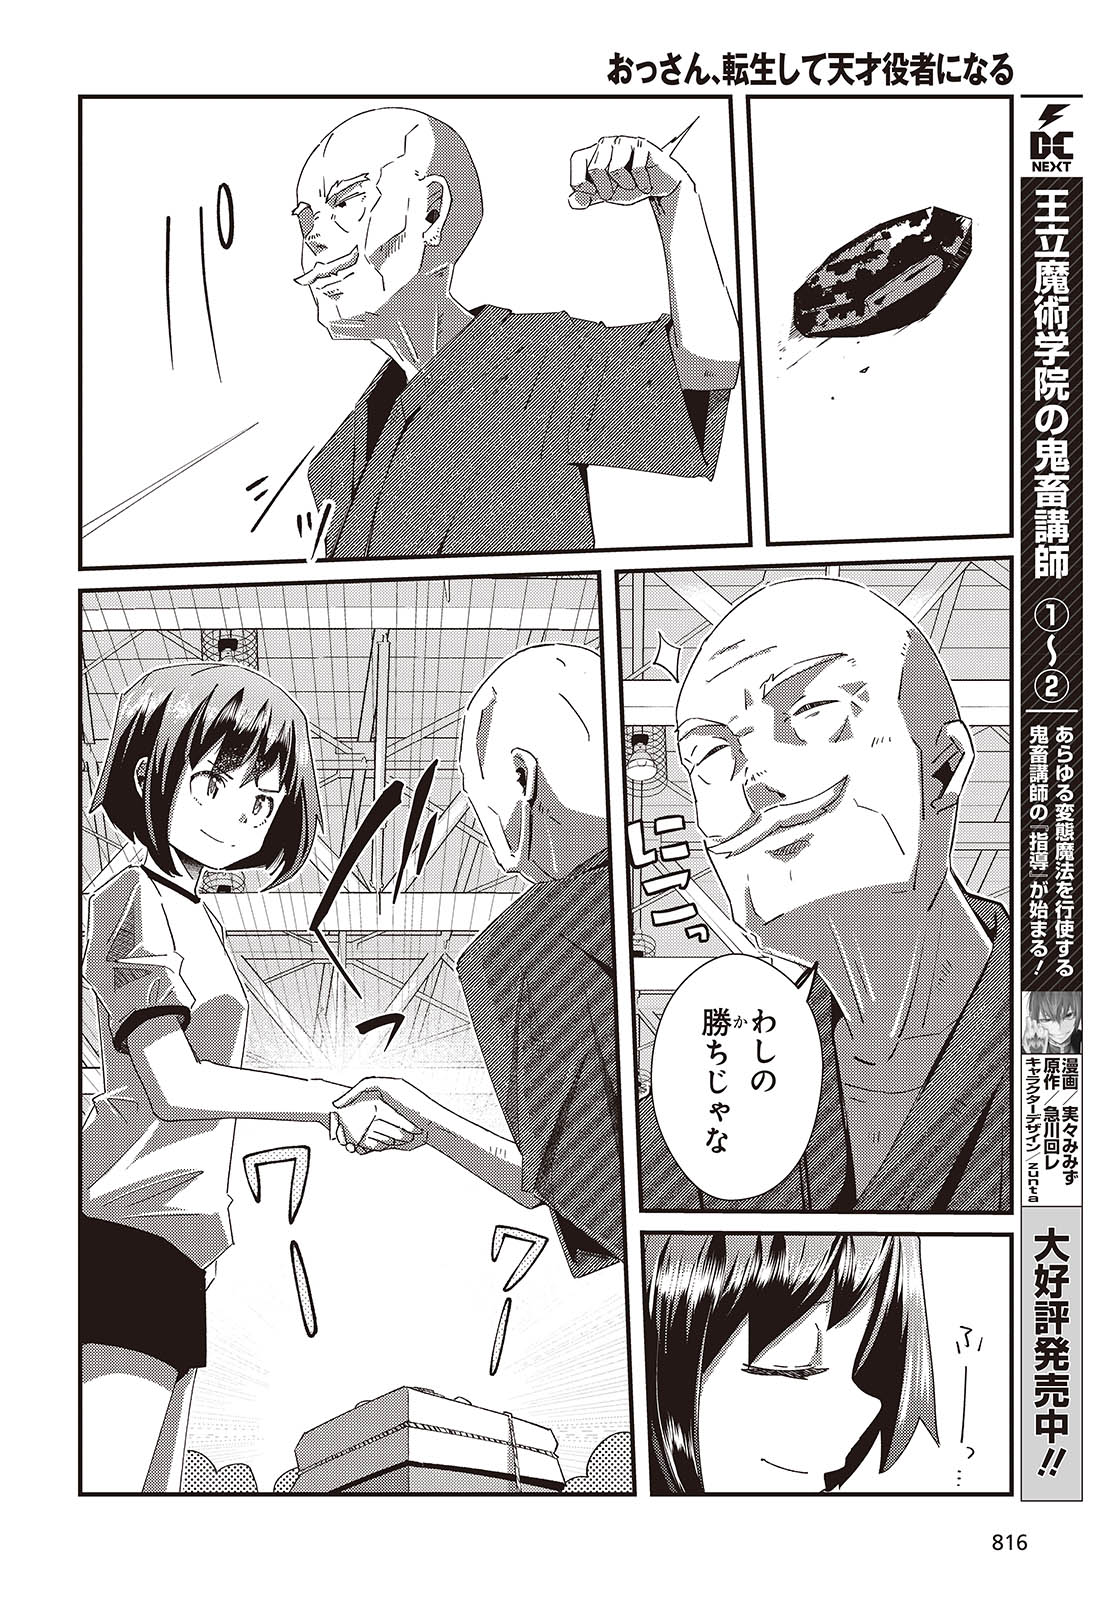 おっさん、転生して天才役者になる
DC
NEXT
王立魔術学院の鬼畜講師 ①〜②
あらゆる変態魔法を行使する
鬼畜講師の『指導』が始まる！
漫画／実々みみず
原作／急川回レ
キャラクターデザイン／zunta
大好評発売中!!
パッ
にこっ
わしの
勝ちじゃな
ふー…
ワー
ワー
816